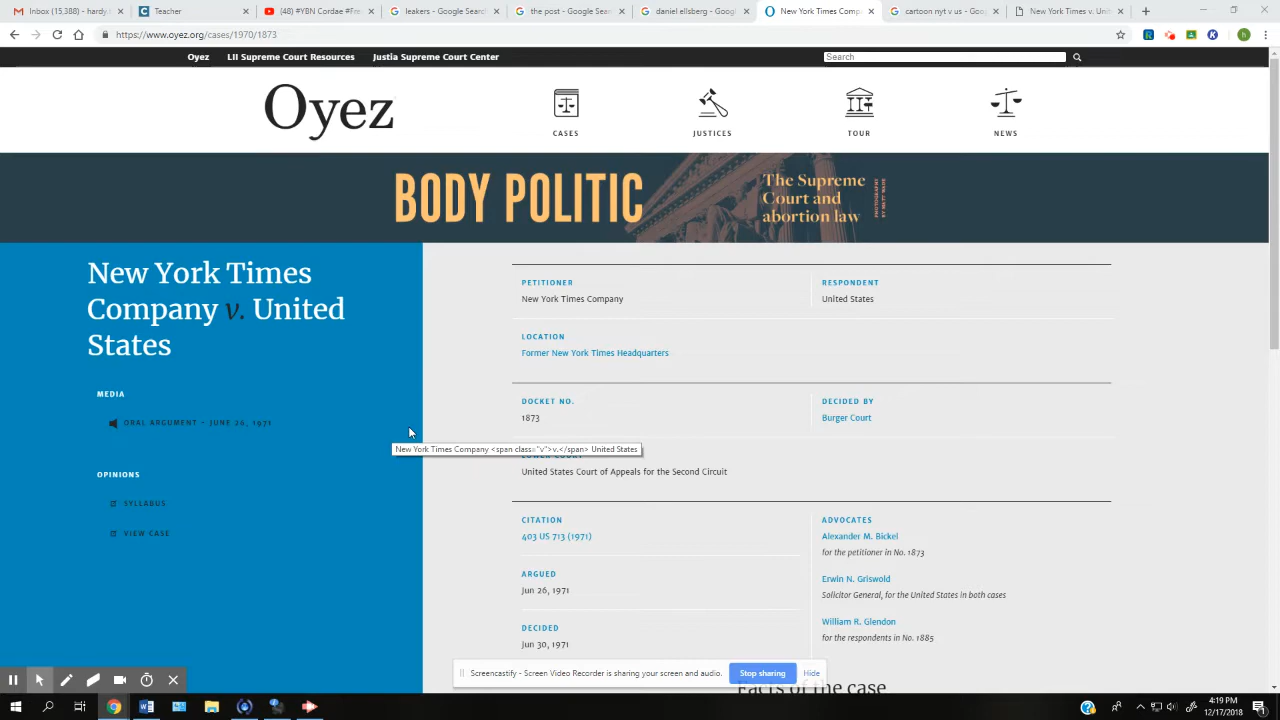 Inbox (15,388)
Teacher
(48) #YBN Cordae #Fres
leakers - Google Search
the post - Google Sear
daniel ellsberg - Googl
New York Times Comp
cartoon nyt v us - Goog
New York Times v. Unit
https://www.oyez.org/cases/1970/1873
Oyez LII Supreme Court Resources Justia Supreme Court Center Search
Oyez
CASES JUSTICES TOUR NEWS
BODY POLITIC
The Supreme
Court and
abortion law
New York Times
Company v. United
States
MEDIA
ORAL ARGUMENT - JUNE 26, 1971
OPINIONS
SYLLABUS
VIEW CASE
PETITIONER
New York Times Company
RESPONDENT
United States
LOCATION
Former New York Times Headquarters
DOCKET NO.
1873
DECIDED BY
Burger Court
New York Times Company <span class="v">v.</span> United States
LOWER COURT
United States Court of Appeals for the Second Circuit
CITATION
403 US 713 (1971)
ARGUED
Jun 26, 1971
DECIDED
Jun 30, 1971
ADVOCATES
Alexander M. Bickel
for the petitioner in No. 1873
Erwin N. Griswold
Solicitor General, for the United States in both cases
William R. Glendon
for the respondents in No. 1885
Facts of the case
Screencastify - Screen Video Recorder is sharing your screen and audio. Stop sharing Hide
4:19 PM
12/17/2018